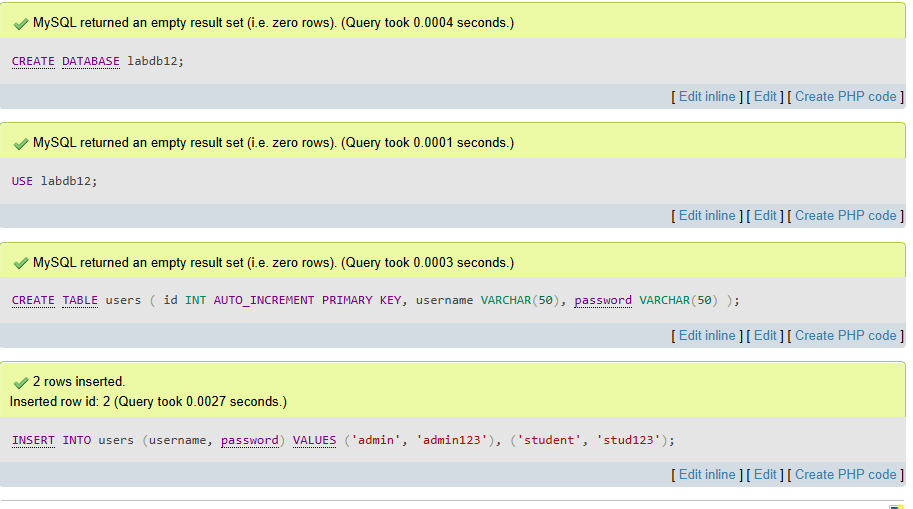 MySQL returned an empty result set (i.e. zero rows). (Query took 0.0004 seconds.)
CREATE DATABASE labdb12;
[ Edit inline ] [ Edit ] [ Create PHP code ]
MySQL returned an empty result set (i.e. zero rows). (Query took 0.0001 seconds.)
USE labdb12;
[ Edit inline ] [ Edit ] [ Create PHP code ]
MySQL returned an empty result set (i.e. zero rows). (Query took 0.0003 seconds.)
CREATE TABLE users ( id INT AUTO_INCREMENT PRIMARY KEY, username VARCHAR(50), password VARCHAR(50) );
[ Edit inline ] [ Edit ] [ Create PHP code ]
2 rows inserted.
Inserted row id: 2 (Query took 0.0027 seconds.)
INSERT INTO users (username, password) VALUES ('admin', 'admin123'), ('student', 'stud123');
[ Edit inline ] [ Edit ] [ Create PHP code ]